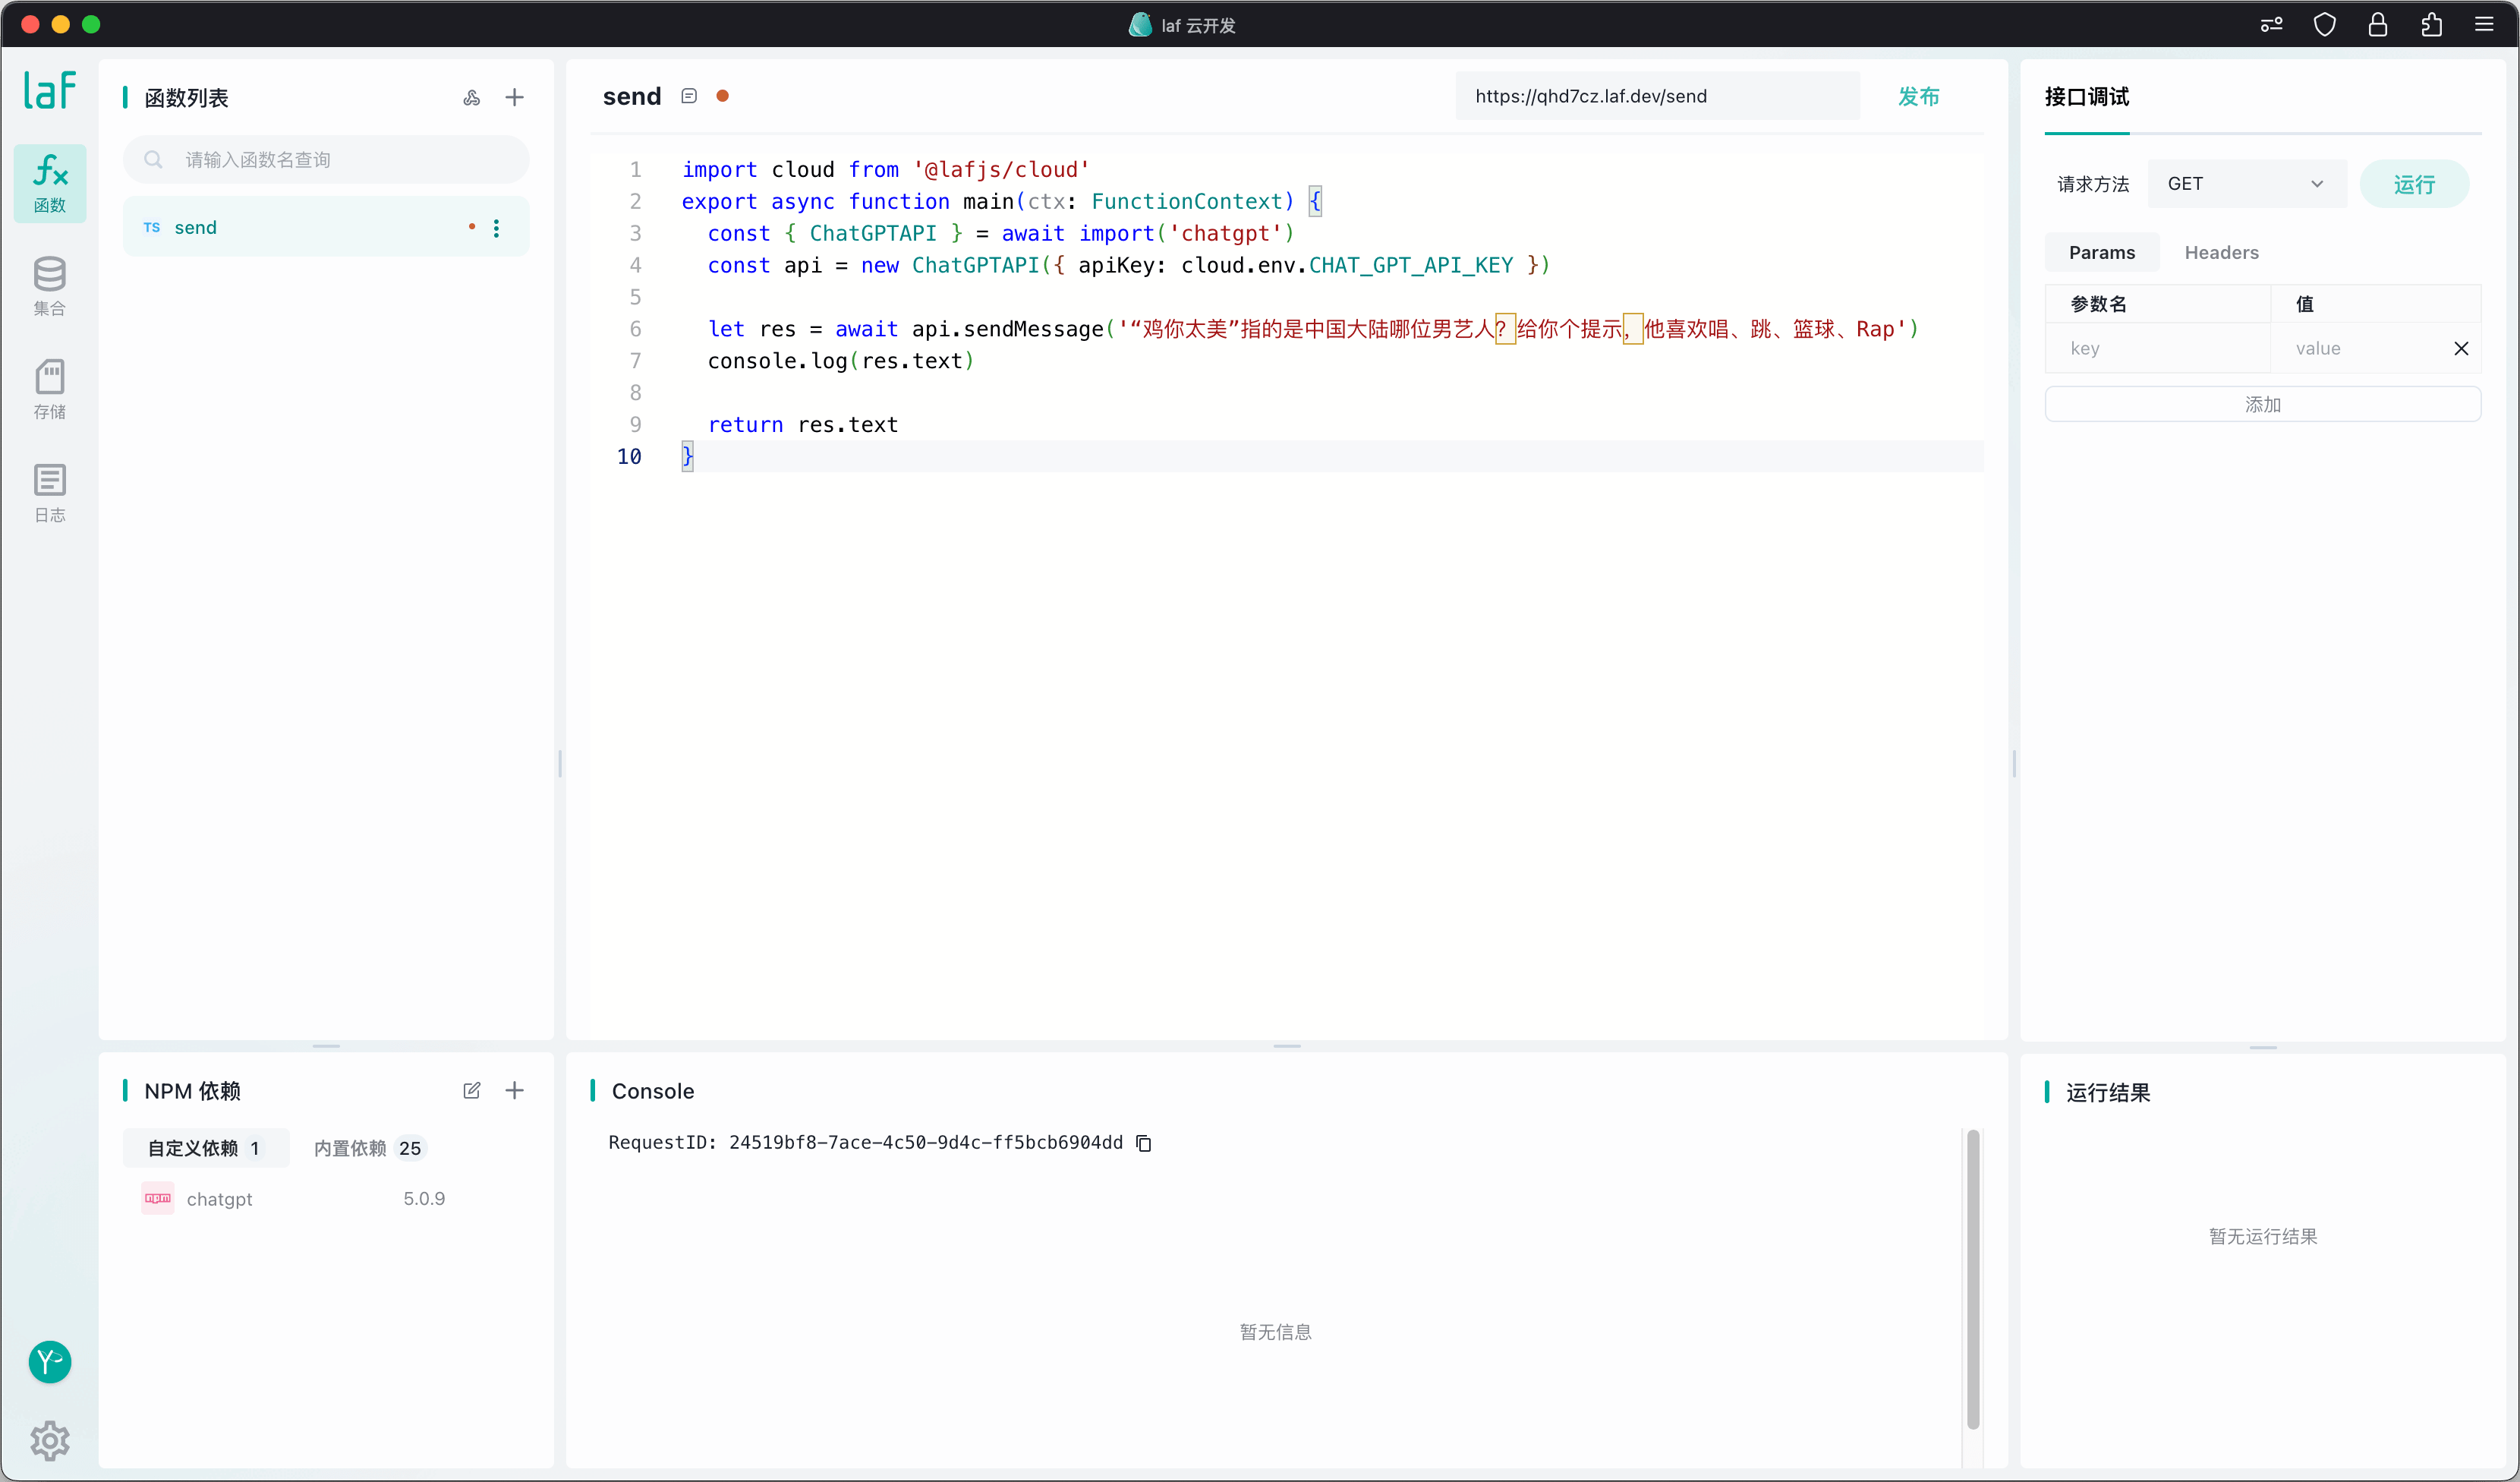 laf 云开发
laf
函数
集合
存储
日志
函数列表
请输入函数名查询
TS send
send
https://qhd7cz.laf.dev/send
发布
1 import cloud from '@lafjs/cloud'
2 export async function main(ctx: FunctionContext) {
3 const { ChatGPTAPI } = await import('chatgpt')
4 const api = new ChatGPTAPI({ apiKey: cloud.env.CHAT_GPT_API_KEY })
5
6 let res = await api.sendMessage('“鸡你太美”指的是中国大陆哪位男艺人？给你个提示，他喜欢唱、跳、篮球、Rap')
7 console.log(res.text)
8
9 return res.text
10 }
接口调试
请求方法 GET 运行
Params Headers
参数名 值
key value
添加
NPM 依赖
自定义依赖 1 内置依赖 25
npm chatgpt 5.0.9
Console
RequestID: 24519bf8-7ace-4c50-9d4c-ff5bcb6904dd
暂无信息
运行结果
暂无运行结果